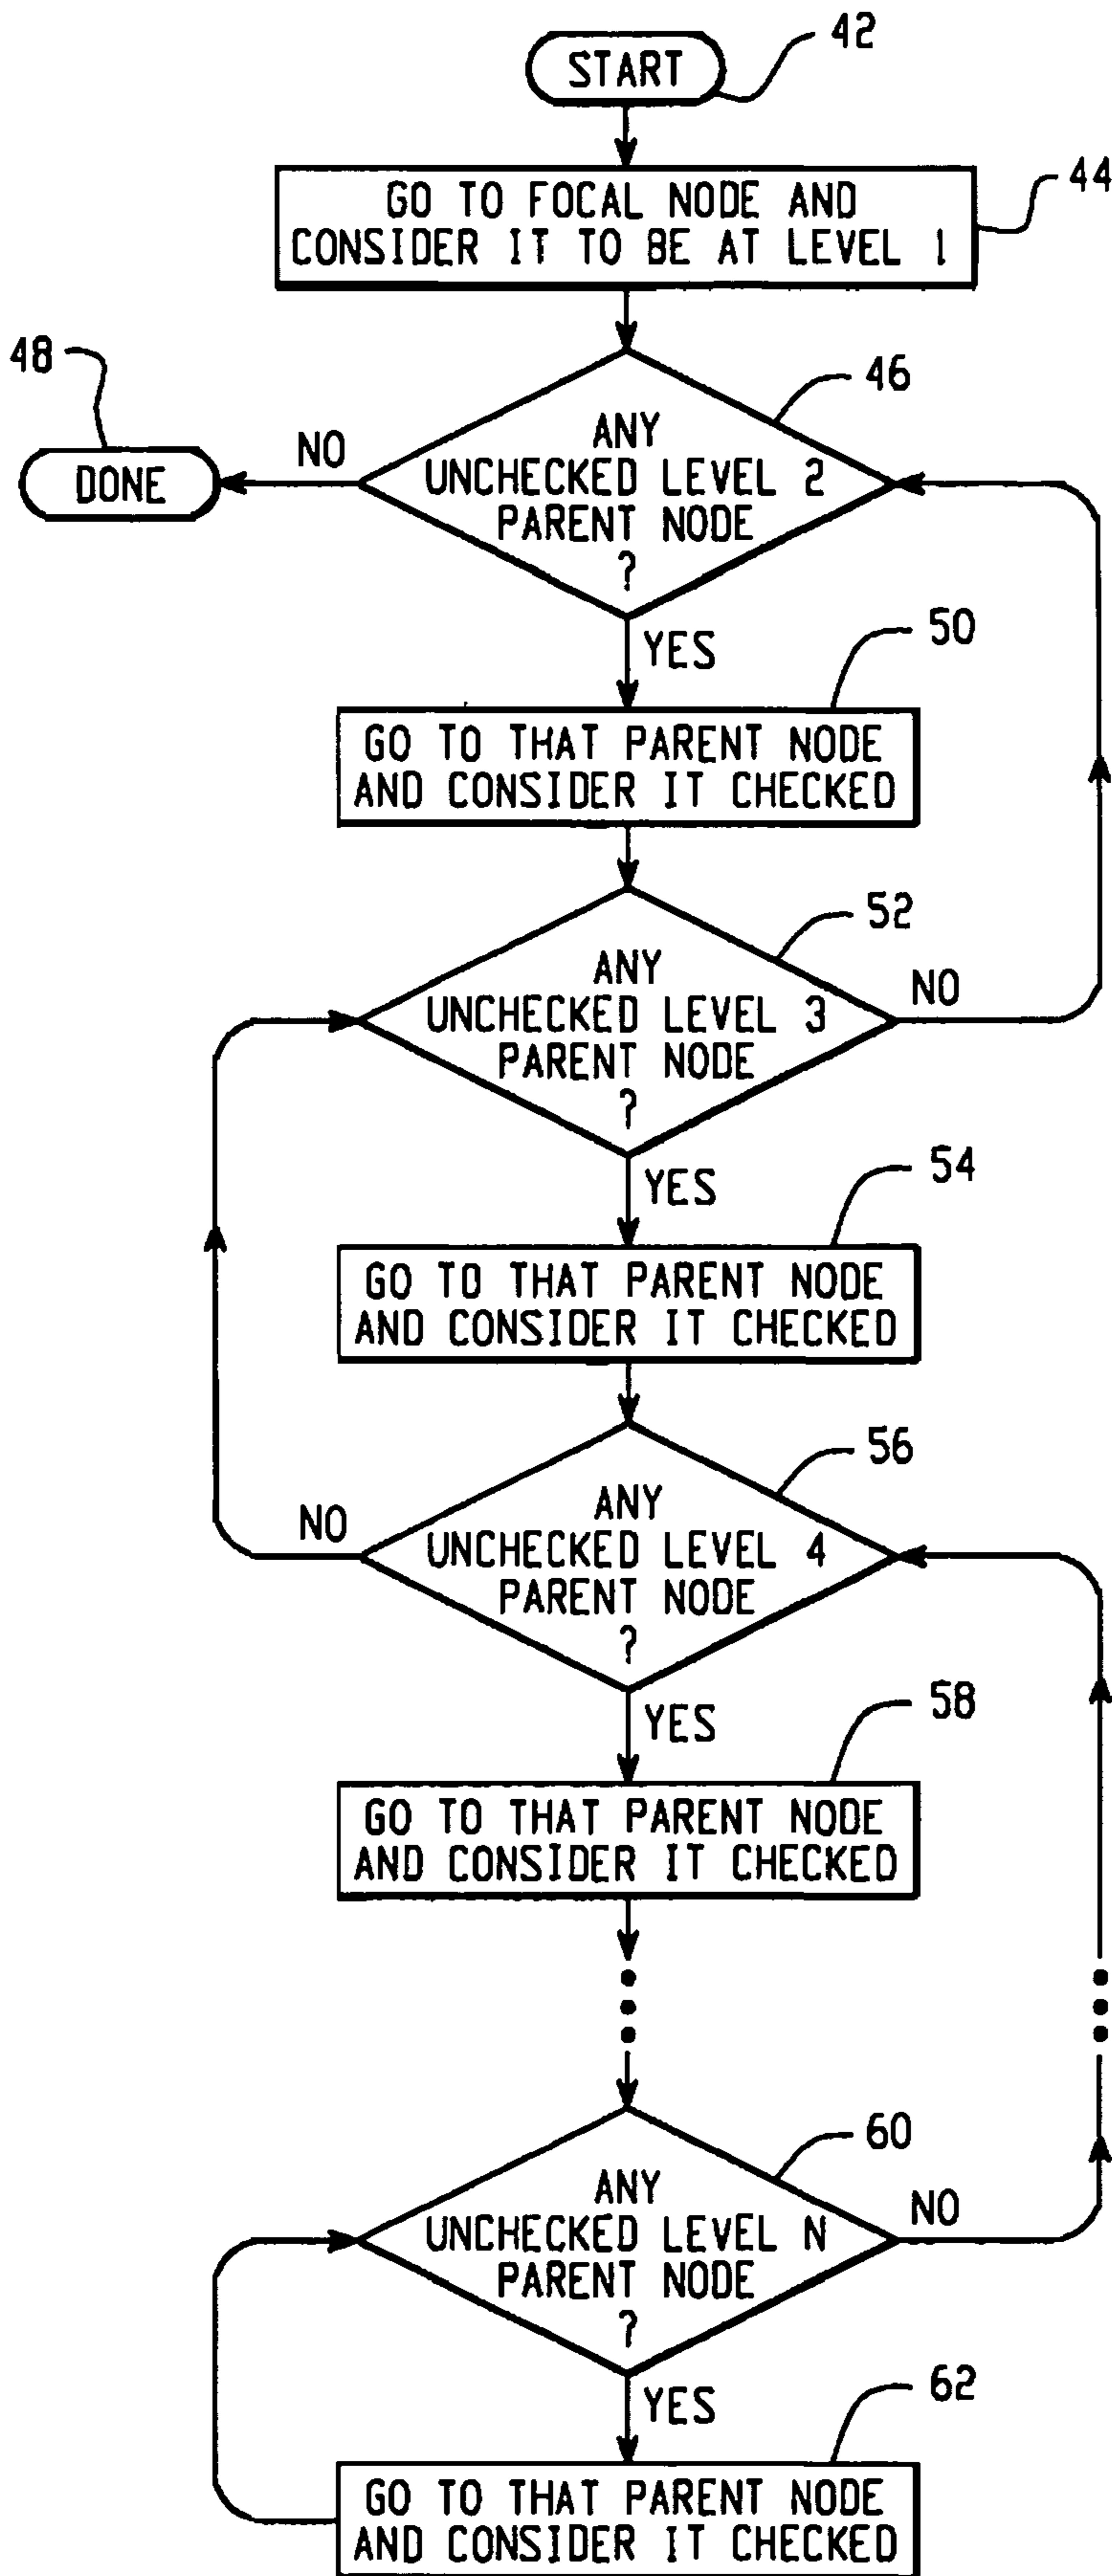 START
42
GO TO FOCAL NODE AND
CONSIDER IT TO BE AT LEVEL 1
44
48
DONE
NO
46
ANY
UNCHECKED LEVEL 2
PARENT NODE
?
YES
50
GO TO THAT PARENT NODE
AND CONSIDER IT CHECKED
52
ANY
UNCHECKED LEVEL 3
PARENT NODE
?
NO
YES
54
GO TO THAT PARENT NODE
AND CONSIDER IT CHECKED
56
ANY
UNCHECKED LEVEL 4
PARENT NODE
?
NO
YES
58
GO TO THAT PARENT NODE
AND CONSIDER IT CHECKED
60
ANY
UNCHECKED LEVEL N
PARENT NODE
?
NO
YES
62
GO TO THAT PARENT NODE
AND CONSIDER IT CHECKED